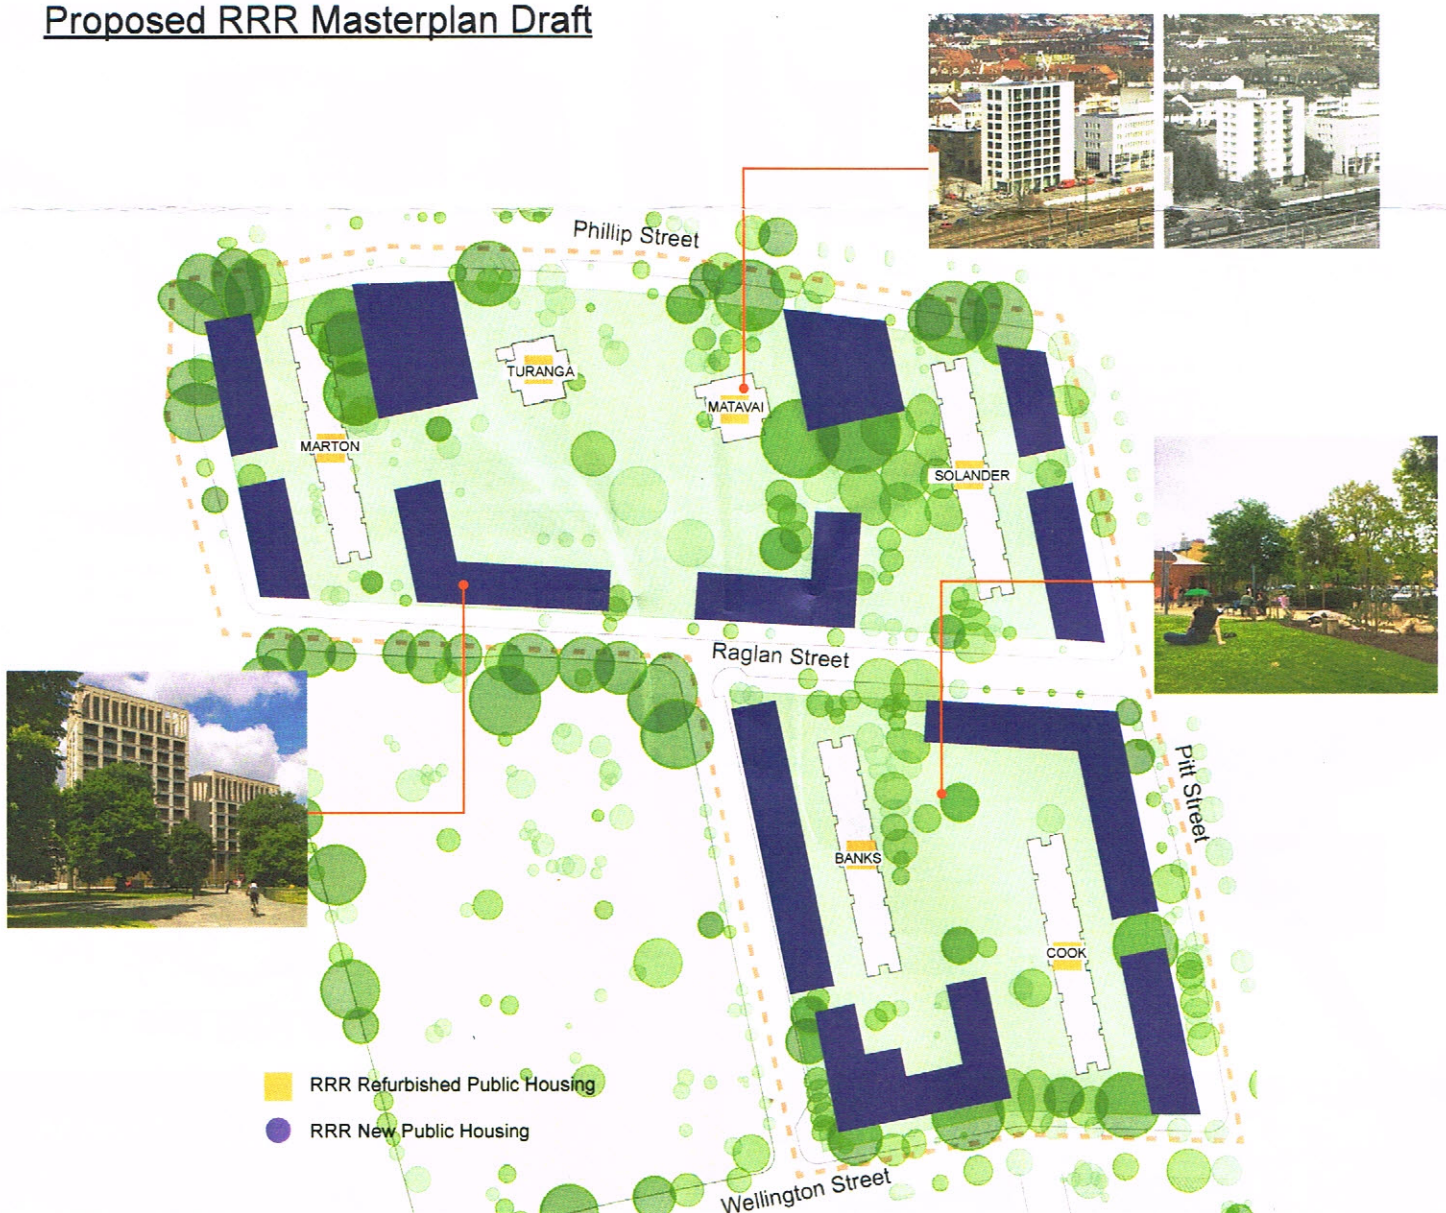 Proposed RRR Masterplan Draft
Phillip Street
TURANGA
MATAVAI
MARTON
SOLANDER
Raglan Street
Pitt Street
BANKS
COOK
RRR Refurbished Public Housing
RRR New Public Housing
Wellington Street